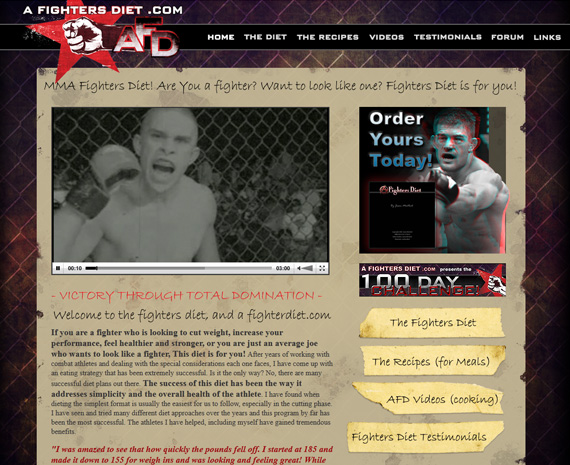 A FIGHTERS DIET .COM
AFD
HOME THE DIET THE RECIPES VIDEOS TESTIMONIALS FORUM LINKS
MMA Fighters Diet! Are You a fighter? Want to look like one? Fighters Diet is for you!
00:10
03:00
- VICTORY THROUGH TOTAL DOMINATION -
Welcome to the fighters diet, and a fighterdiet.com
If you are a fighter who is looking to cut weight, increase your
performance, feel healthier and stronger, or you are just an average joe
who wants to look like a fighter, This diet is for you! After years of working with
combat athletes and dealing with the special considerations each one faces, I have come up with
an eating strategy that has been extremely successful. Is it the only way? No, there are many
successful diet plans out there. The success of this diet has been the way it
addresses simplicity and the overall health of the athlete. I have found when
dieting the simplest format is usually the easiest for us to follow, especially in the cutting phase.
I have seen and tried many different diet approaches over the years and this program by far has
been the most successful. The athletes I have helped, including myself have gained tremendous
benefits.
"I was amazed to see that how quickly the pounds fell off. I started at 185 and
made it down to 155 for weigh ins and was looking and feeling great! While
Order
Yours
Today!
Fighters Diet
A FIGHTERS DIET .COM presents the
100 DAY
CHALLENGE!
The Fighters Diet
The Recipes (for Meals)
AFD Videos (cooking)
Fighters Diet Testimonials